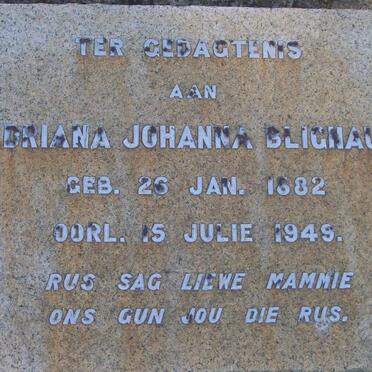 TER GEDAGTENIS
AAN
DRIANA JOHANNA BLIGNAU
GEB. 26 JAN. 1882
OORL. 15 JULIE 1949.
RUS SAG LIEWE MAMMIE
ONS GUN JOU DIE RUS.